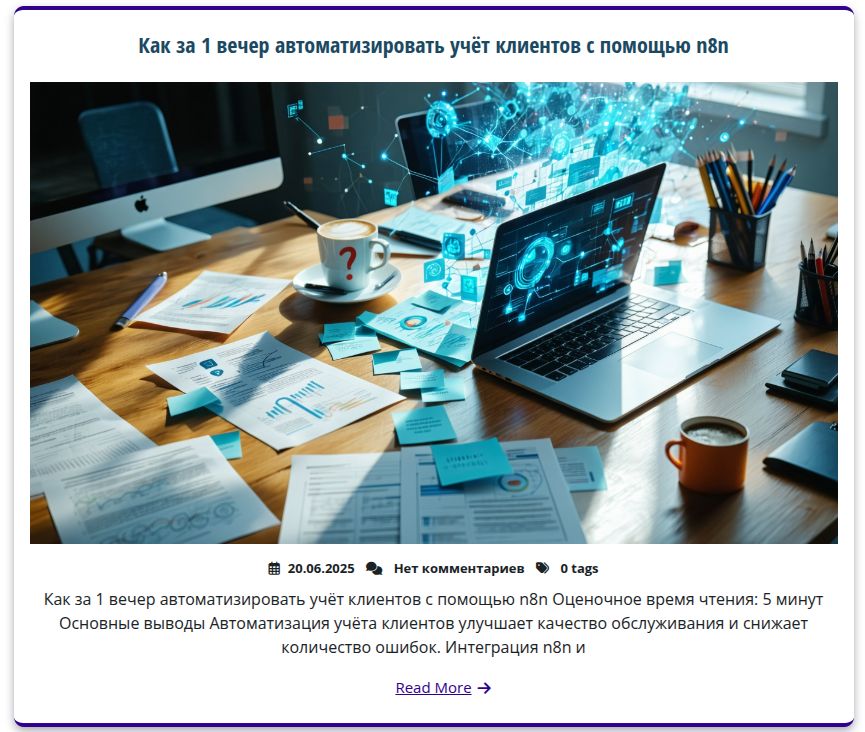 Как за 1 вечер автоматизировать учёт клиентов с помощью n8n
?
20.06.2025 Нет комментариев 0 tags
Как за 1 вечер автоматизировать учёт клиентов с помощью n8n Оценочное время чтения: 5 минут
Основные выводы Автоматизация учёта клиентов улучшает качество обслуживания и снижает
количество ошибок. Интеграция n8n и
Read More